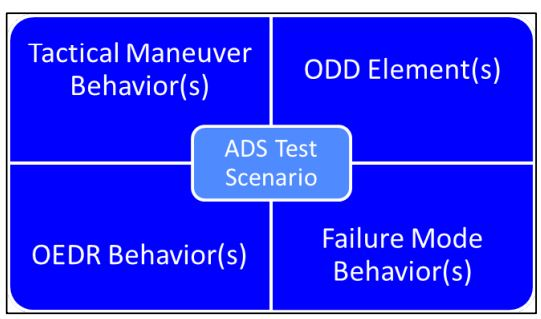 Tactical Maneuver
Behavior(s)
ODD Element(s)
ADS Test
Scenario
OEDR Behavior(s)
Failure Mode
Behavior(s)